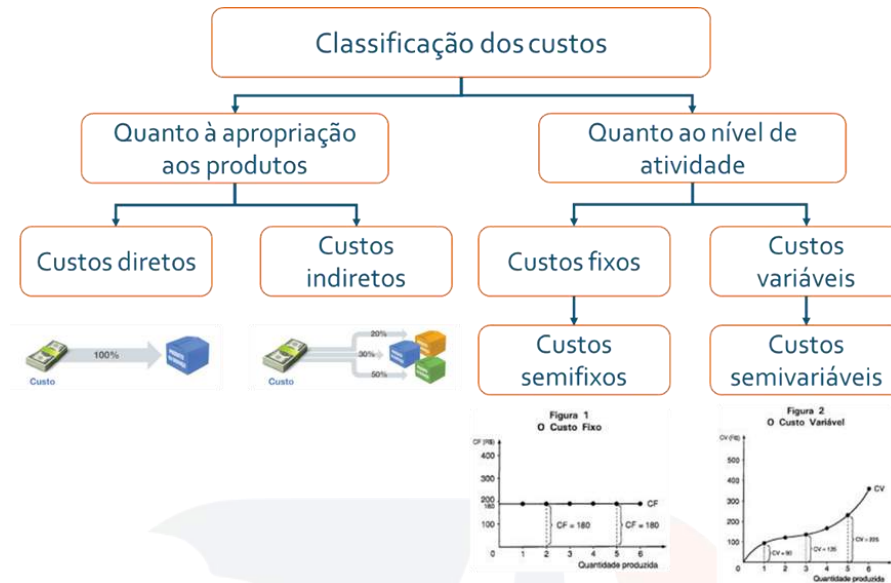 Classificação dos custos
Quanto à apropriação
aos produtos
Quanto ao nível de
atividade
Custos diretos
Custos
indiretos
Custos fixos
Custos
variáveis
100%
Custo
20%
30%
50%
Custo
Custos
semifixos
Custos
semivariáveis
Figura 1
O Custo Fixo
CF (R$)
400
300
200
180
100
0
CF
CF = 180
CF = 180
1 2 3 4 5 6
Quantidade produzida
Figura 2
O Custo Variável
CV (R$)
500
400
300
200
100
0
CV
CV = 90
CV = 225
1 2 3 4 5 6
Quantidade produzida